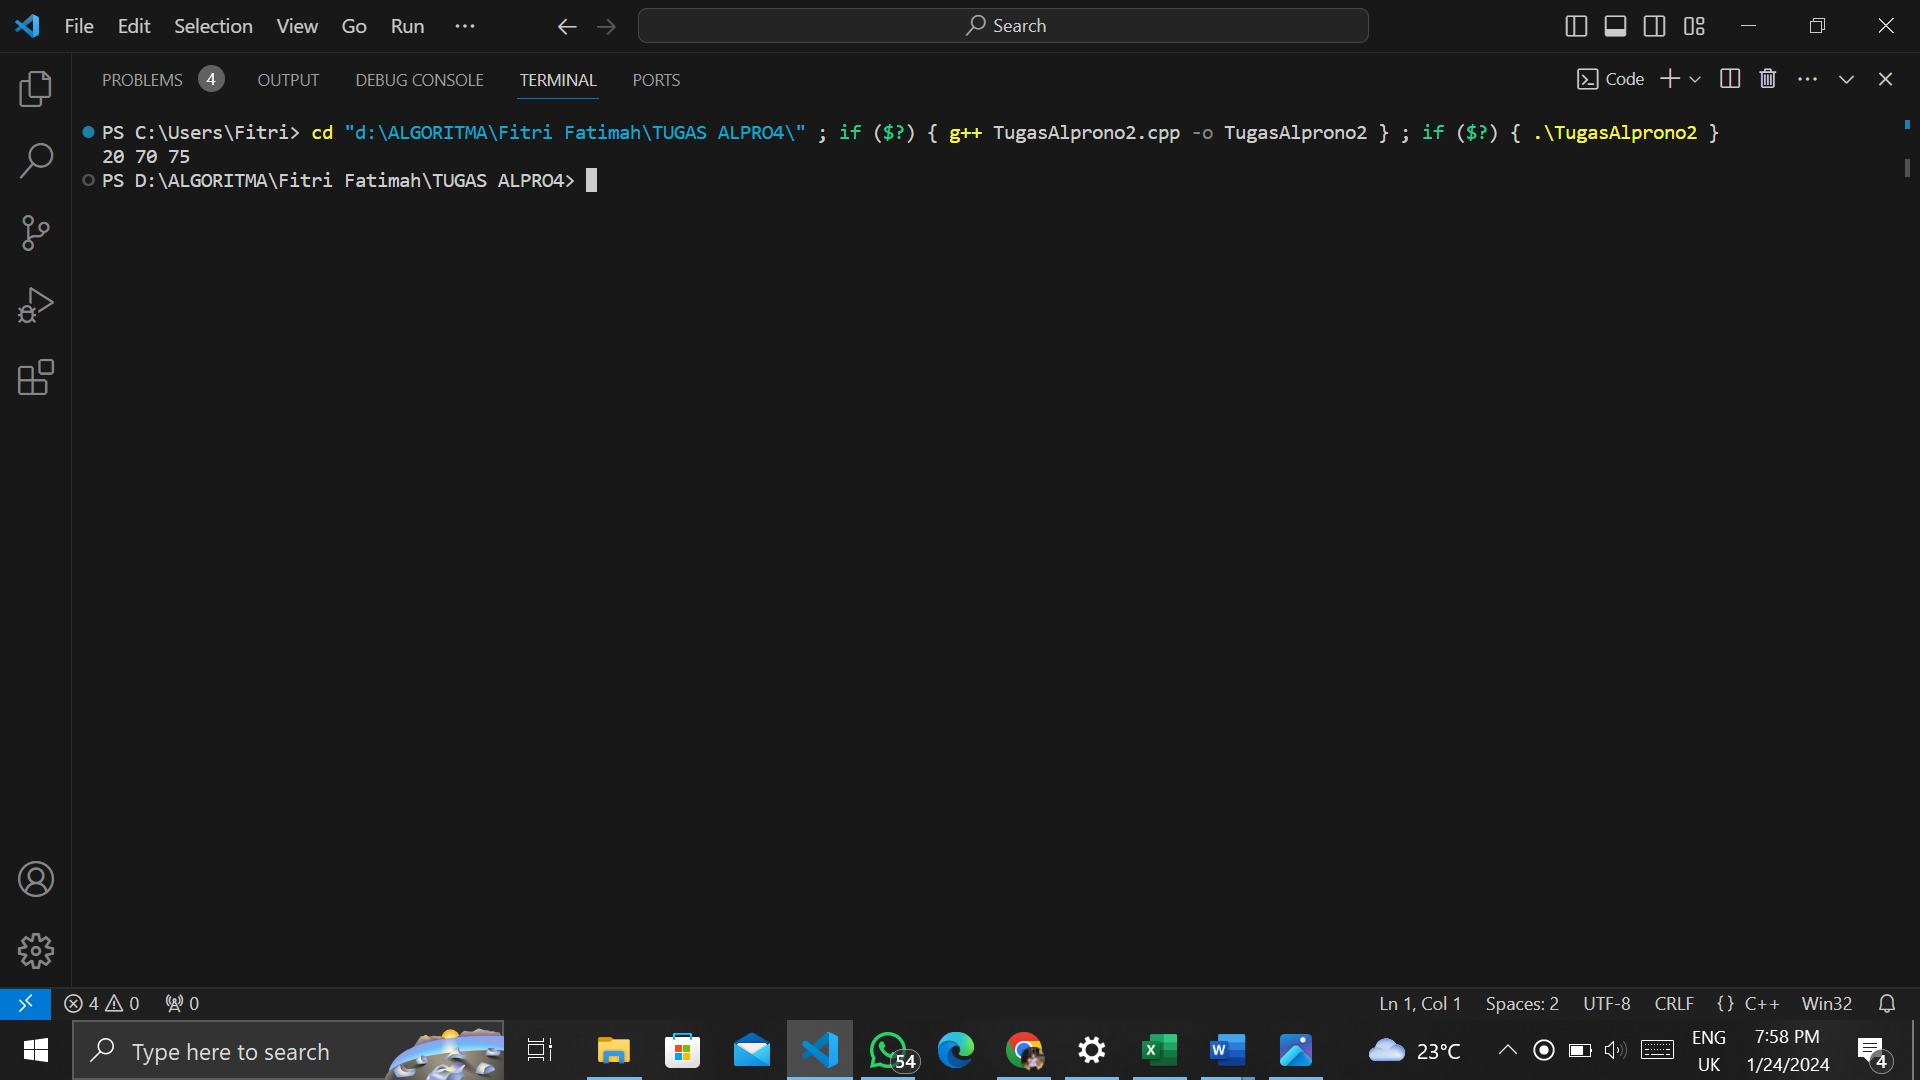 File Edit Selection View Go Run ··· Search
PROBLEMS 4 OUTPUT DEBUG CONSOLE TERMINAL PORTS Code
PS C:\Users\Fitri> cd "d:\ALGORITMA\Fitri Fatimah\TUGAS ALPRO4\" ; if ($?) { g++ TugasAlprono2.cpp -o TugasAlprono2 } ; if ($?) { .\TugasAlprono2 }
20 70 75
PS D:\ALGORITMA\Fitri Fatimah\TUGAS ALPRO4>
4 0 0 Ln 1, Col 1 Spaces: 2 UTF-8 CRLF {} C++ Win32
Type here to search 54 23°C ENG UK 7:58 PM 1/24/2024 4